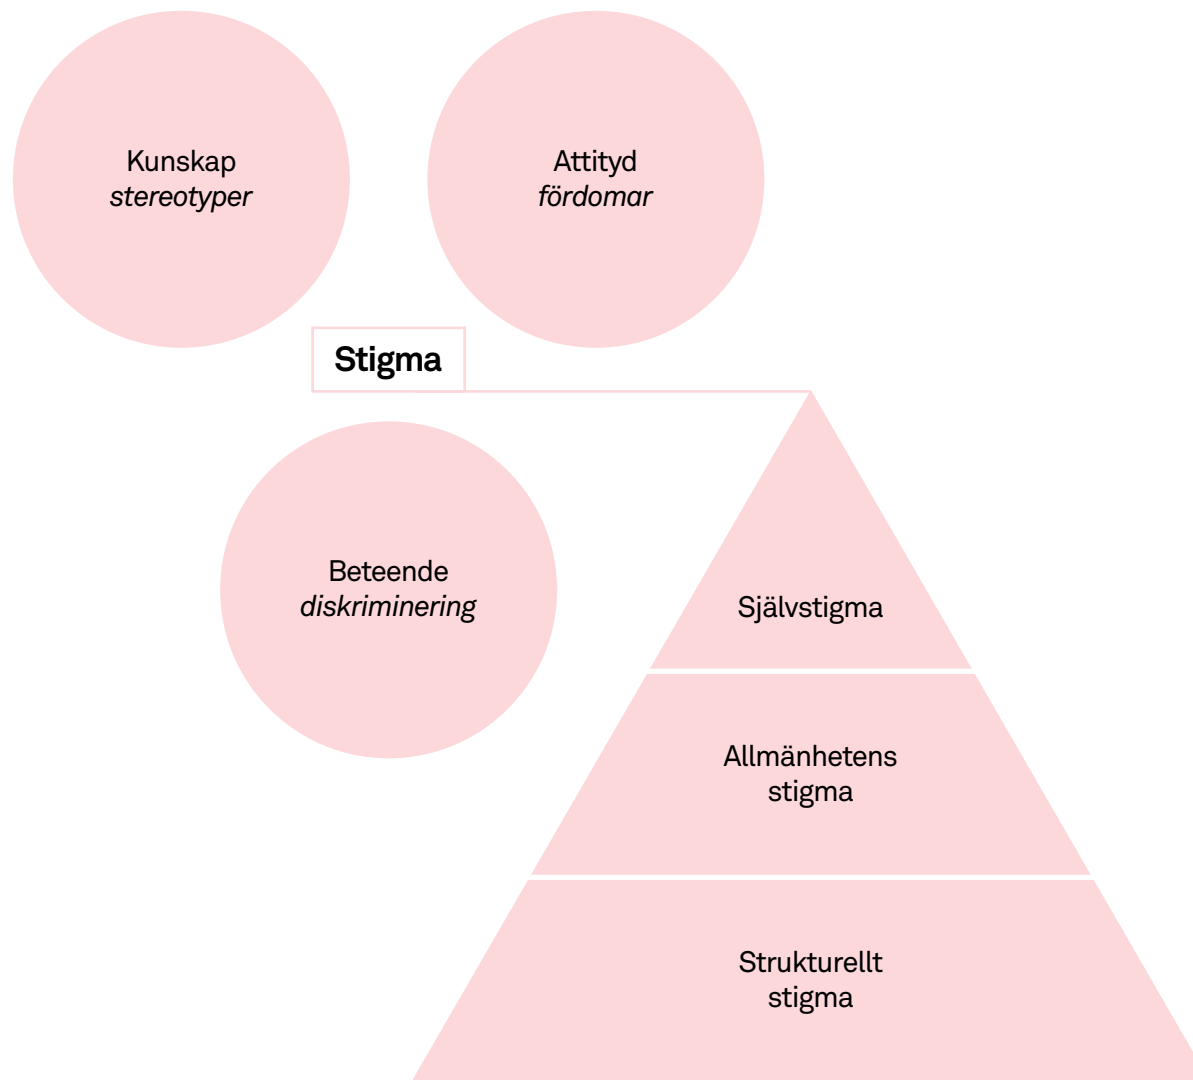 Kunskap
stereotyper
Attityd
fördomar
Stigma
Beteende
diskriminering
Självstigma
Allmänhetens
stigma
Strukturellt
stigma